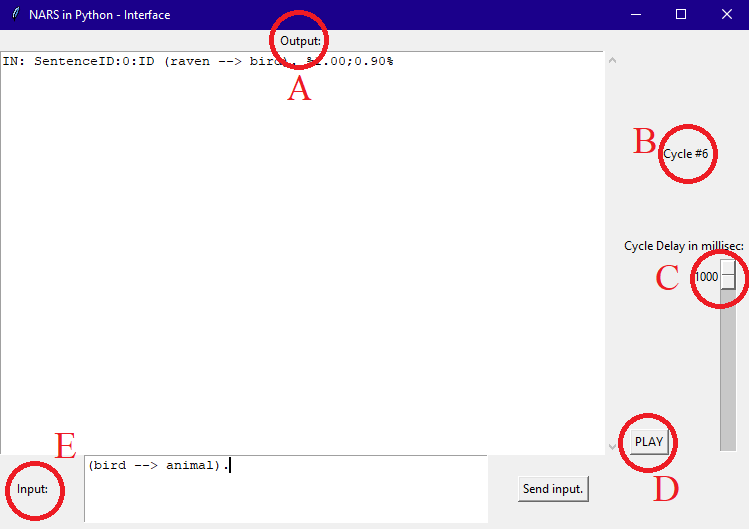 NARS in Python - Interface
Output:
IN: SentenceID:0:ID (raven --> bird). %1.00;0.90%
A
B
Cycle #6
Cycle Delay in millisec:
C
1000
PLAY
D
E
(bird --> animal).
Input:
Send input.